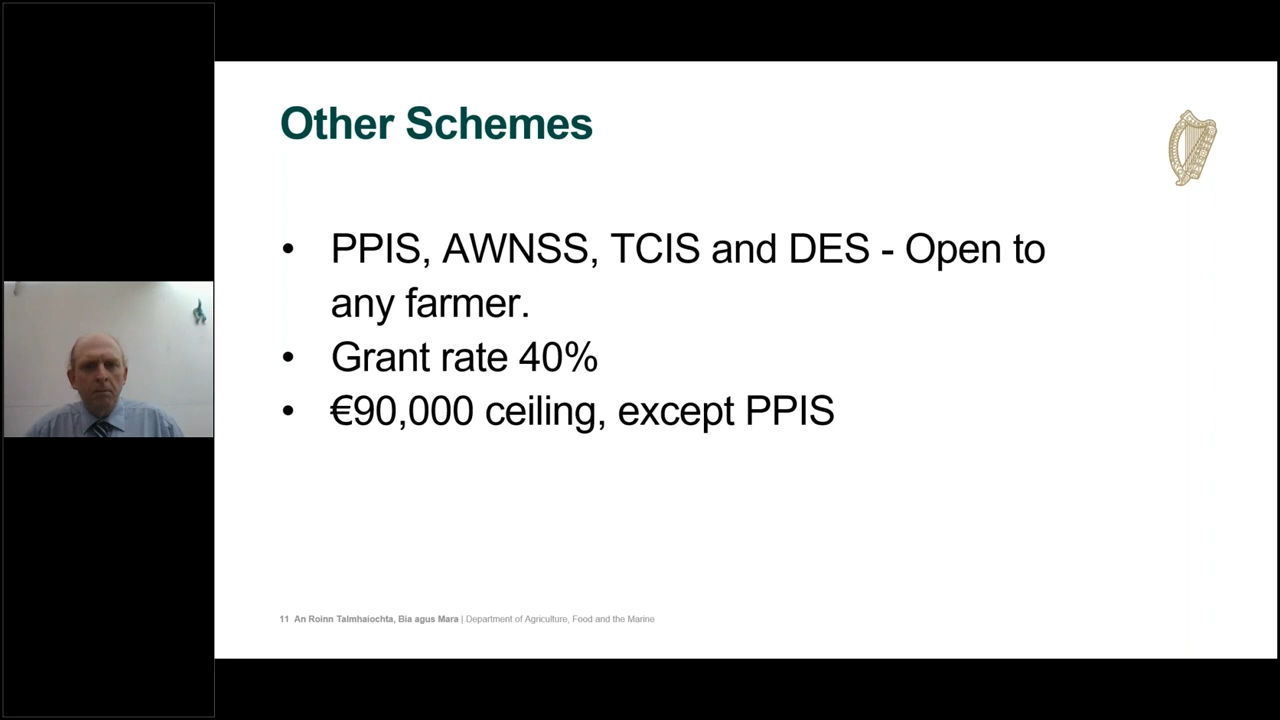 Other Schemes
• PPIS, AWNSS, TCIS and DES - Open to
any farmer.
• Grant rate 40%
• €90,000 ceiling, except PPIS
11 An Roinn Talmhaíochta, Bia agus Mara | Department of Agriculture, Food and the Marine